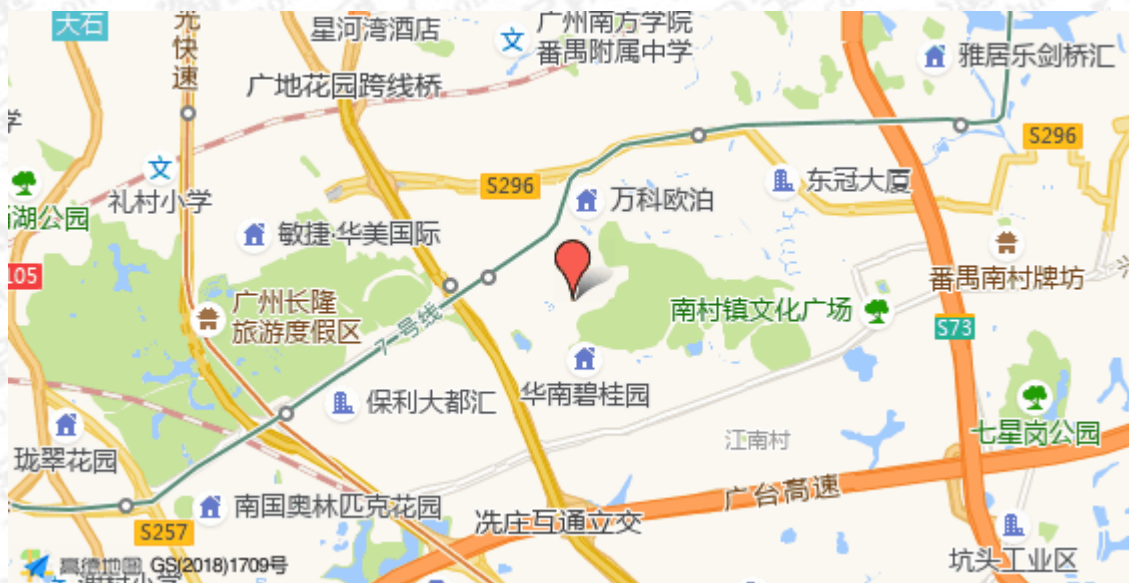 大石
光快速
星河湾酒店
广州南方学院
番禺附属中学
雅居乐剑桥汇
广地花园跨线桥
S296
学
礼村小学
S296
东冠大厦
万科欧泊
湖公园
敏捷·华美国际
番禺南村牌坊
105
广州长隆
旅游度假区
7号线
南村镇文化广场
S73
华南碧桂园
保利大都汇
江南村
七星岗公园
珑翠花园
广台高速
南国奥林匹克花园
冼庄互通立交
S257
坑头工业区
高德地图 GS(2018)1709号